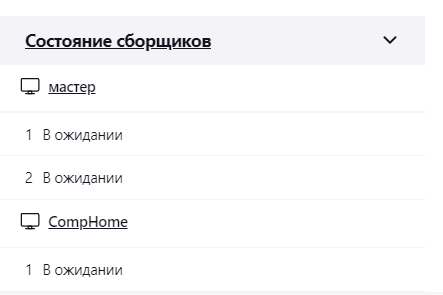 Состояние сборщиков
мастер
1 В ожидании
2 В ожидании
CompHome
1 В ожидании